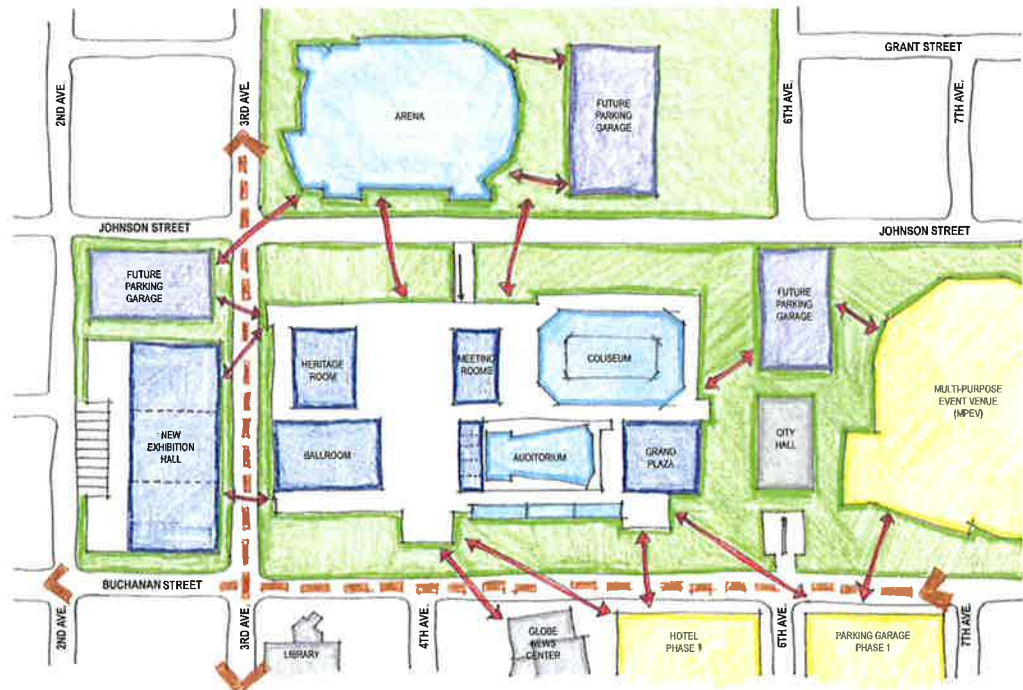 GRANT STREET
2ND AVE.
3RD AVE.
6TH AVE.
7TH AVE.
ARENA
FUTURE
PARKING
GARAGE
JOHNSON STREET
JOHNSON STREET
FUTURE
PARKING
GARAGE
FUTURE
PARKING
GARAGE
HERITAGE
ROOM
MEETING
ROOMS
COLISEUM
MULTI-PURPOSE
EVENT VENUE
(MPEV)
NEW
EXHIBITION
HALL
BALLROOM
AUDITORIUM
GRAND
PLAZA
CITY
HALL
BUCHANAN STREET
2ND AVE.
3RD AVE.
4TH AVE.
6TH AVE.
7TH AVE.
LIBRARY
GLOBE
NEWS
CENTER
HOTEL
PHASE
PARKING GARAGE
PHASE 1